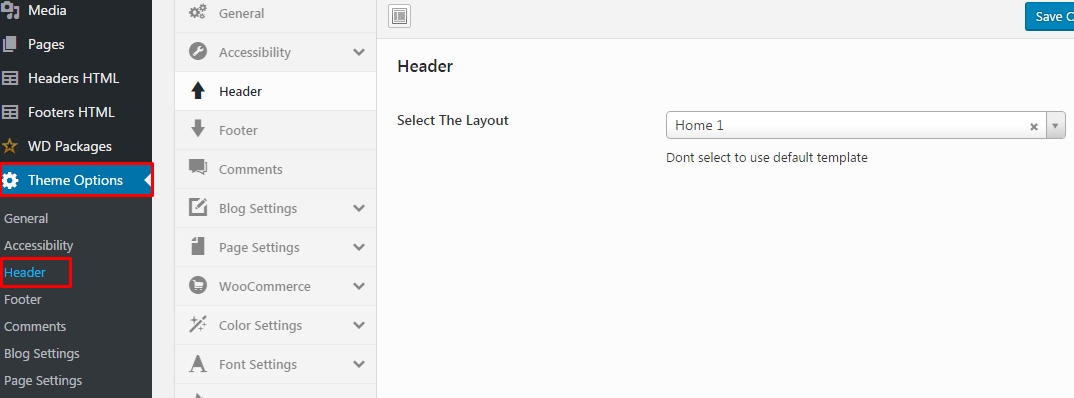 Media
Pages
Headers HTML
Footers HTML
WD Packages
Theme Options
General
Accessibility
Header
Footer
Comments
Blog Settings
Page Settings
General
Accessibility
Header
Footer
Comments
Blog Settings
Page Settings
WooCommerce
Color Settings
Font Settings
Save C
Header
Select The Layout
Home 1
Dont select to use default template